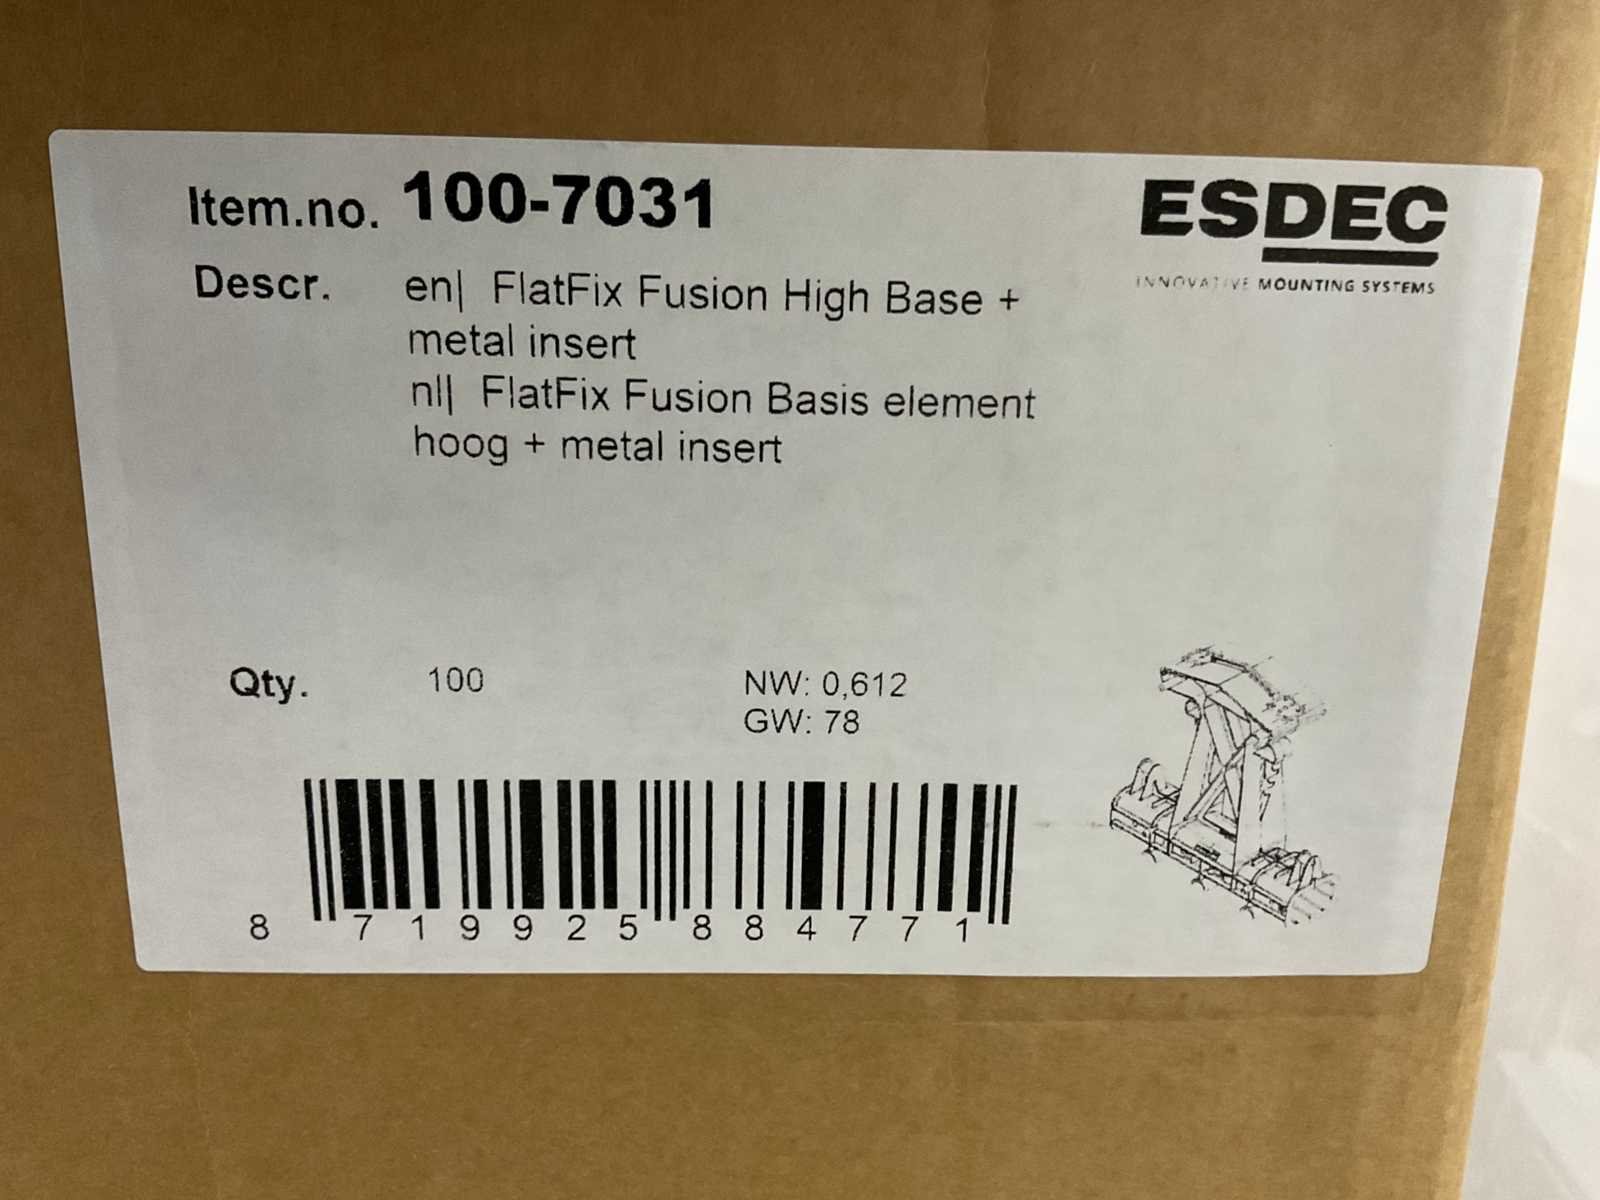 Item.no. 100-7031
ESDEC
INNOVATIVE MOUNTING SYSTEMS
Descr. en| FlatFix Fusion High Base +
metal insert
nl| FlatFix Fusion Basis element
hoog + metal insert
Qty. 100 NW: 0,612
GW: 78
8 719925 884771